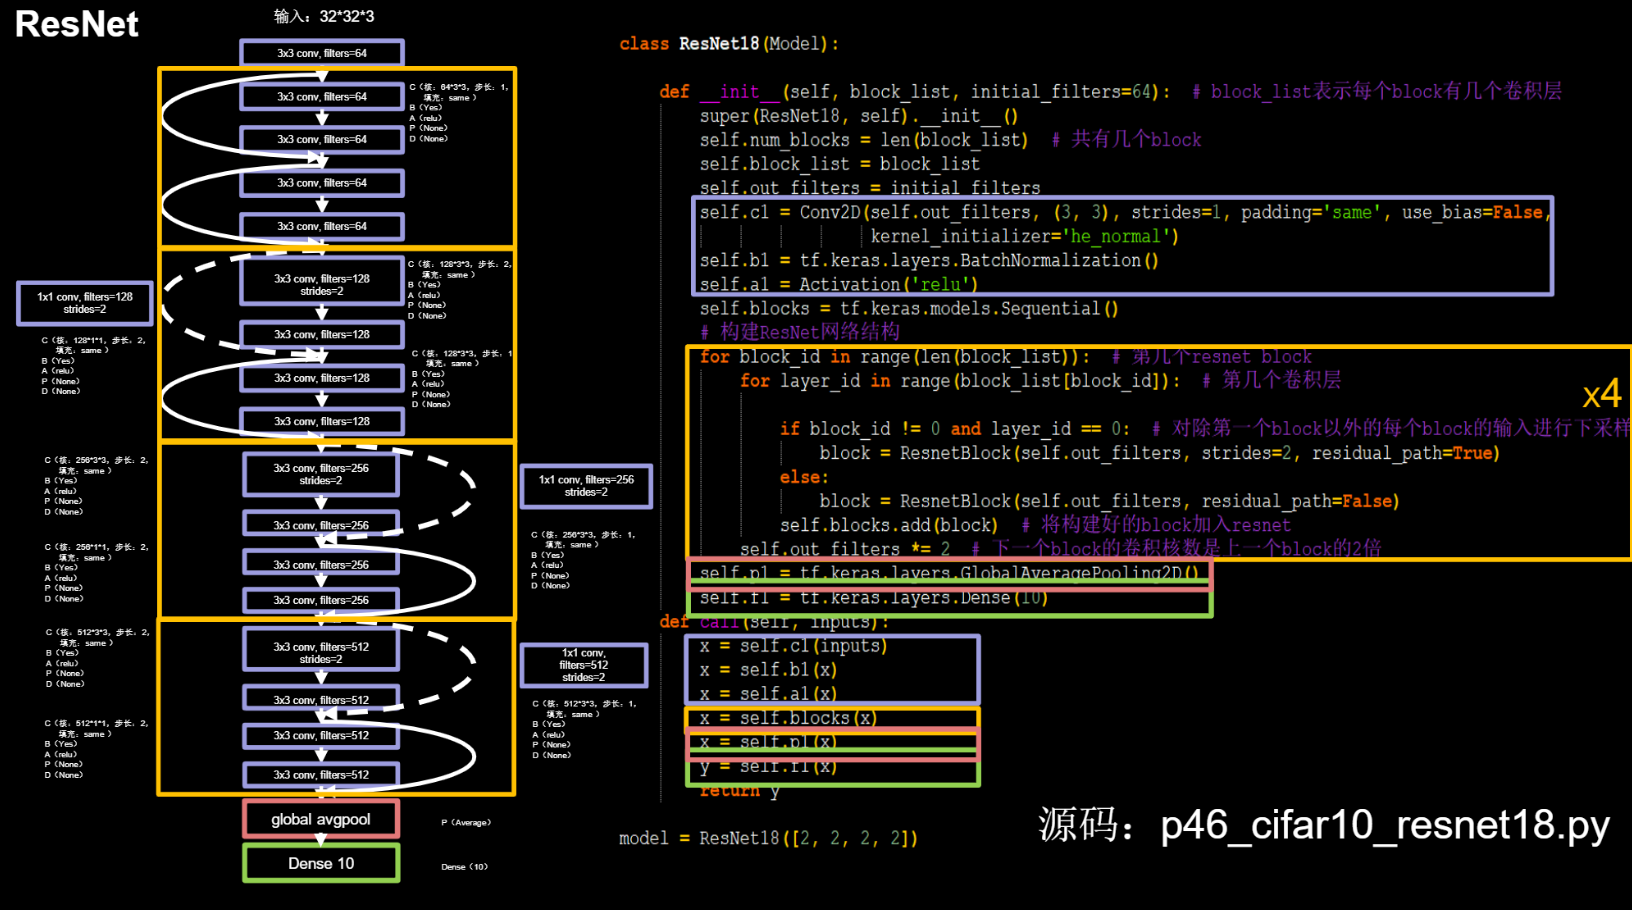 ResNet
输入：32*32*3
3x3 conv, filters=64
3x3 conv, filters=64
C（核：64*3*3，步长：1，
填充：same ）
B（Yes）
A（relu）
P（None）
D（None）
3x3 conv, filters=64
3x3 conv, filters=64
3x3 conv, filters=64
3x3 conv, filters=128
strides=2
C（核：128*3*3，步长：2，
填充：same ）
B（Yes）
A（relu）
P（None）
D（None）
1x1 conv, filters=128
strides=2
C（核：128*1*1，步长：2，
填充：same ）
B（Yes）
A（relu）
P（None）
D（None）
3x3 conv, filters=128
C（核：128*3*3，步长：1
填充：same ）
B（Yes）
A（relu）
P（None）
D（None）
3x3 conv, filters=128
3x3 conv, filters=128
C（核：256*3*3，步长：2，
填充：same ）
B（Yes）
A（relu）
P（None）
D（None）
3x3 conv, filters=256
strides=2
1x1 conv, filters=256
strides=2
3x3 conv, filters=256
C（核：256*3*3，步长：1，
填充：same ）
B（Yes）
A（relu）
P（None）
D（None）
C（核：256*1*1，步长：2，
填充：same ）
B（Yes）
A（relu）
P（None）
D（None）
3x3 conv, filters=256
3x3 conv, filters=256
C（核：512*3*3，步长：2，
填充：same ）
B（Yes）
A（relu）
P（None）
D（None）
3x3 conv, filters=512
strides=2
1x1 conv,
filters=512
strides=2
3x3 conv, filters=512
C（核：512*3*3，步长：1，
填充：same ）
B（Yes）
A（relu）
P（None）
D（None）
C（核：512*1*1，步长：2，
填充：same ）
B（Yes）
A（relu）
P（None）
D（None）
3x3 conv, filters=512
3x3 conv, filters=512
global avgpool
P（Average）
Dense 10
Dense（10）
class ResNet18(Model):
def __init__(self, block_list, initial_filters=64): # block_list表示每个block有几个卷积层
super(ResNet18, self).__init__()
self.num_blocks = len(block_list) # 共有几个block
self.block_list = block_list
self.out_filters = initial_filters
self.c1 = Conv2D(self.out_filters, (3, 3), strides=1, padding='same', use_bias=False,
kernel_initializer='he_normal')
self.b1 = tf.keras.layers.BatchNormalization()
self.a1 = Activation('relu')
self.blocks = tf.keras.models.Sequential()
# 构建ResNet网络结构
for block_id in range(len(block_list)): # 第几个resnet block
for layer_id in range(block_list[block_id]): # 第几个卷积层
x4
if block_id != 0 and layer_id == 0: # 对除第一个block以外的每个block的输入进行下采样
block = ResnetBlock(self.out_filters, strides=2, residual_path=True)
else:
block = ResnetBlock(self.out_filters, residual_path=False)
self.blocks.add(block) # 将构建好的block加入resnet
self.out_filters *= 2 # 下一个block的卷积核数是上一个block的2倍
self.p1 = tf.keras.layers.GlobalAveragePooling2D()
self.f1 = tf.keras.layers.Dense(10)
def call(self, inputs):
x = self.c1(inputs)
x = self.b1(x)
x = self.a1(x)
x = self.blocks(x)
x = self.p1(x)
y = self.f1(x)
return y
model = ResNet18([2, 2, 2, 2])
源码：p46_cifar10_resnet18.py